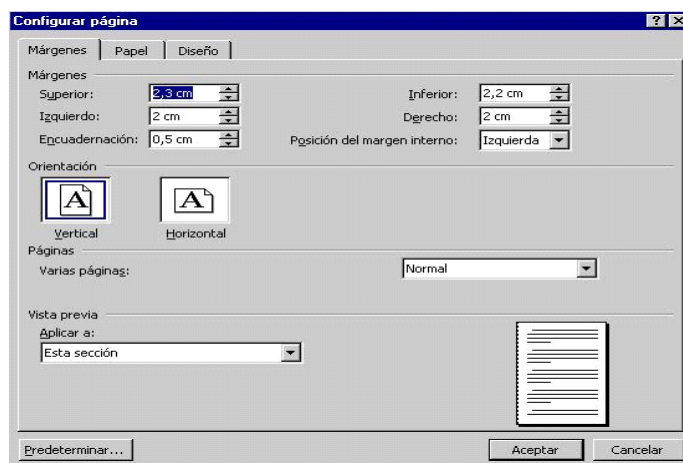 Configurar página
Márgenes Papel Diseño
Márgenes
Superior: 2,3 cm Inferior: 2,2 cm
Izquierdo: 2 cm Derecho: 2 cm
Encuadernación: 0,5 cm Posición del margen interno: Izquierda
Orientación
A A
Vertical Horizontal
Páginas
Varias páginas: Normal
Vista previa
Aplicar a:
Esta sección
Predeterminar... Aceptar Cancelar